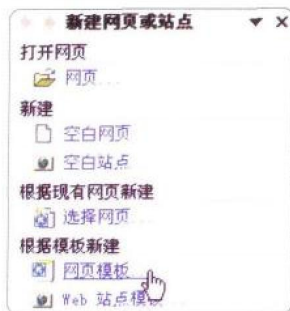 新建网页或站点
打开网页
网页...
新建
空白网页
空白站点
根据现有网页新建
选择网页...
根据模板新建
网页模板...
Web 站点模板...